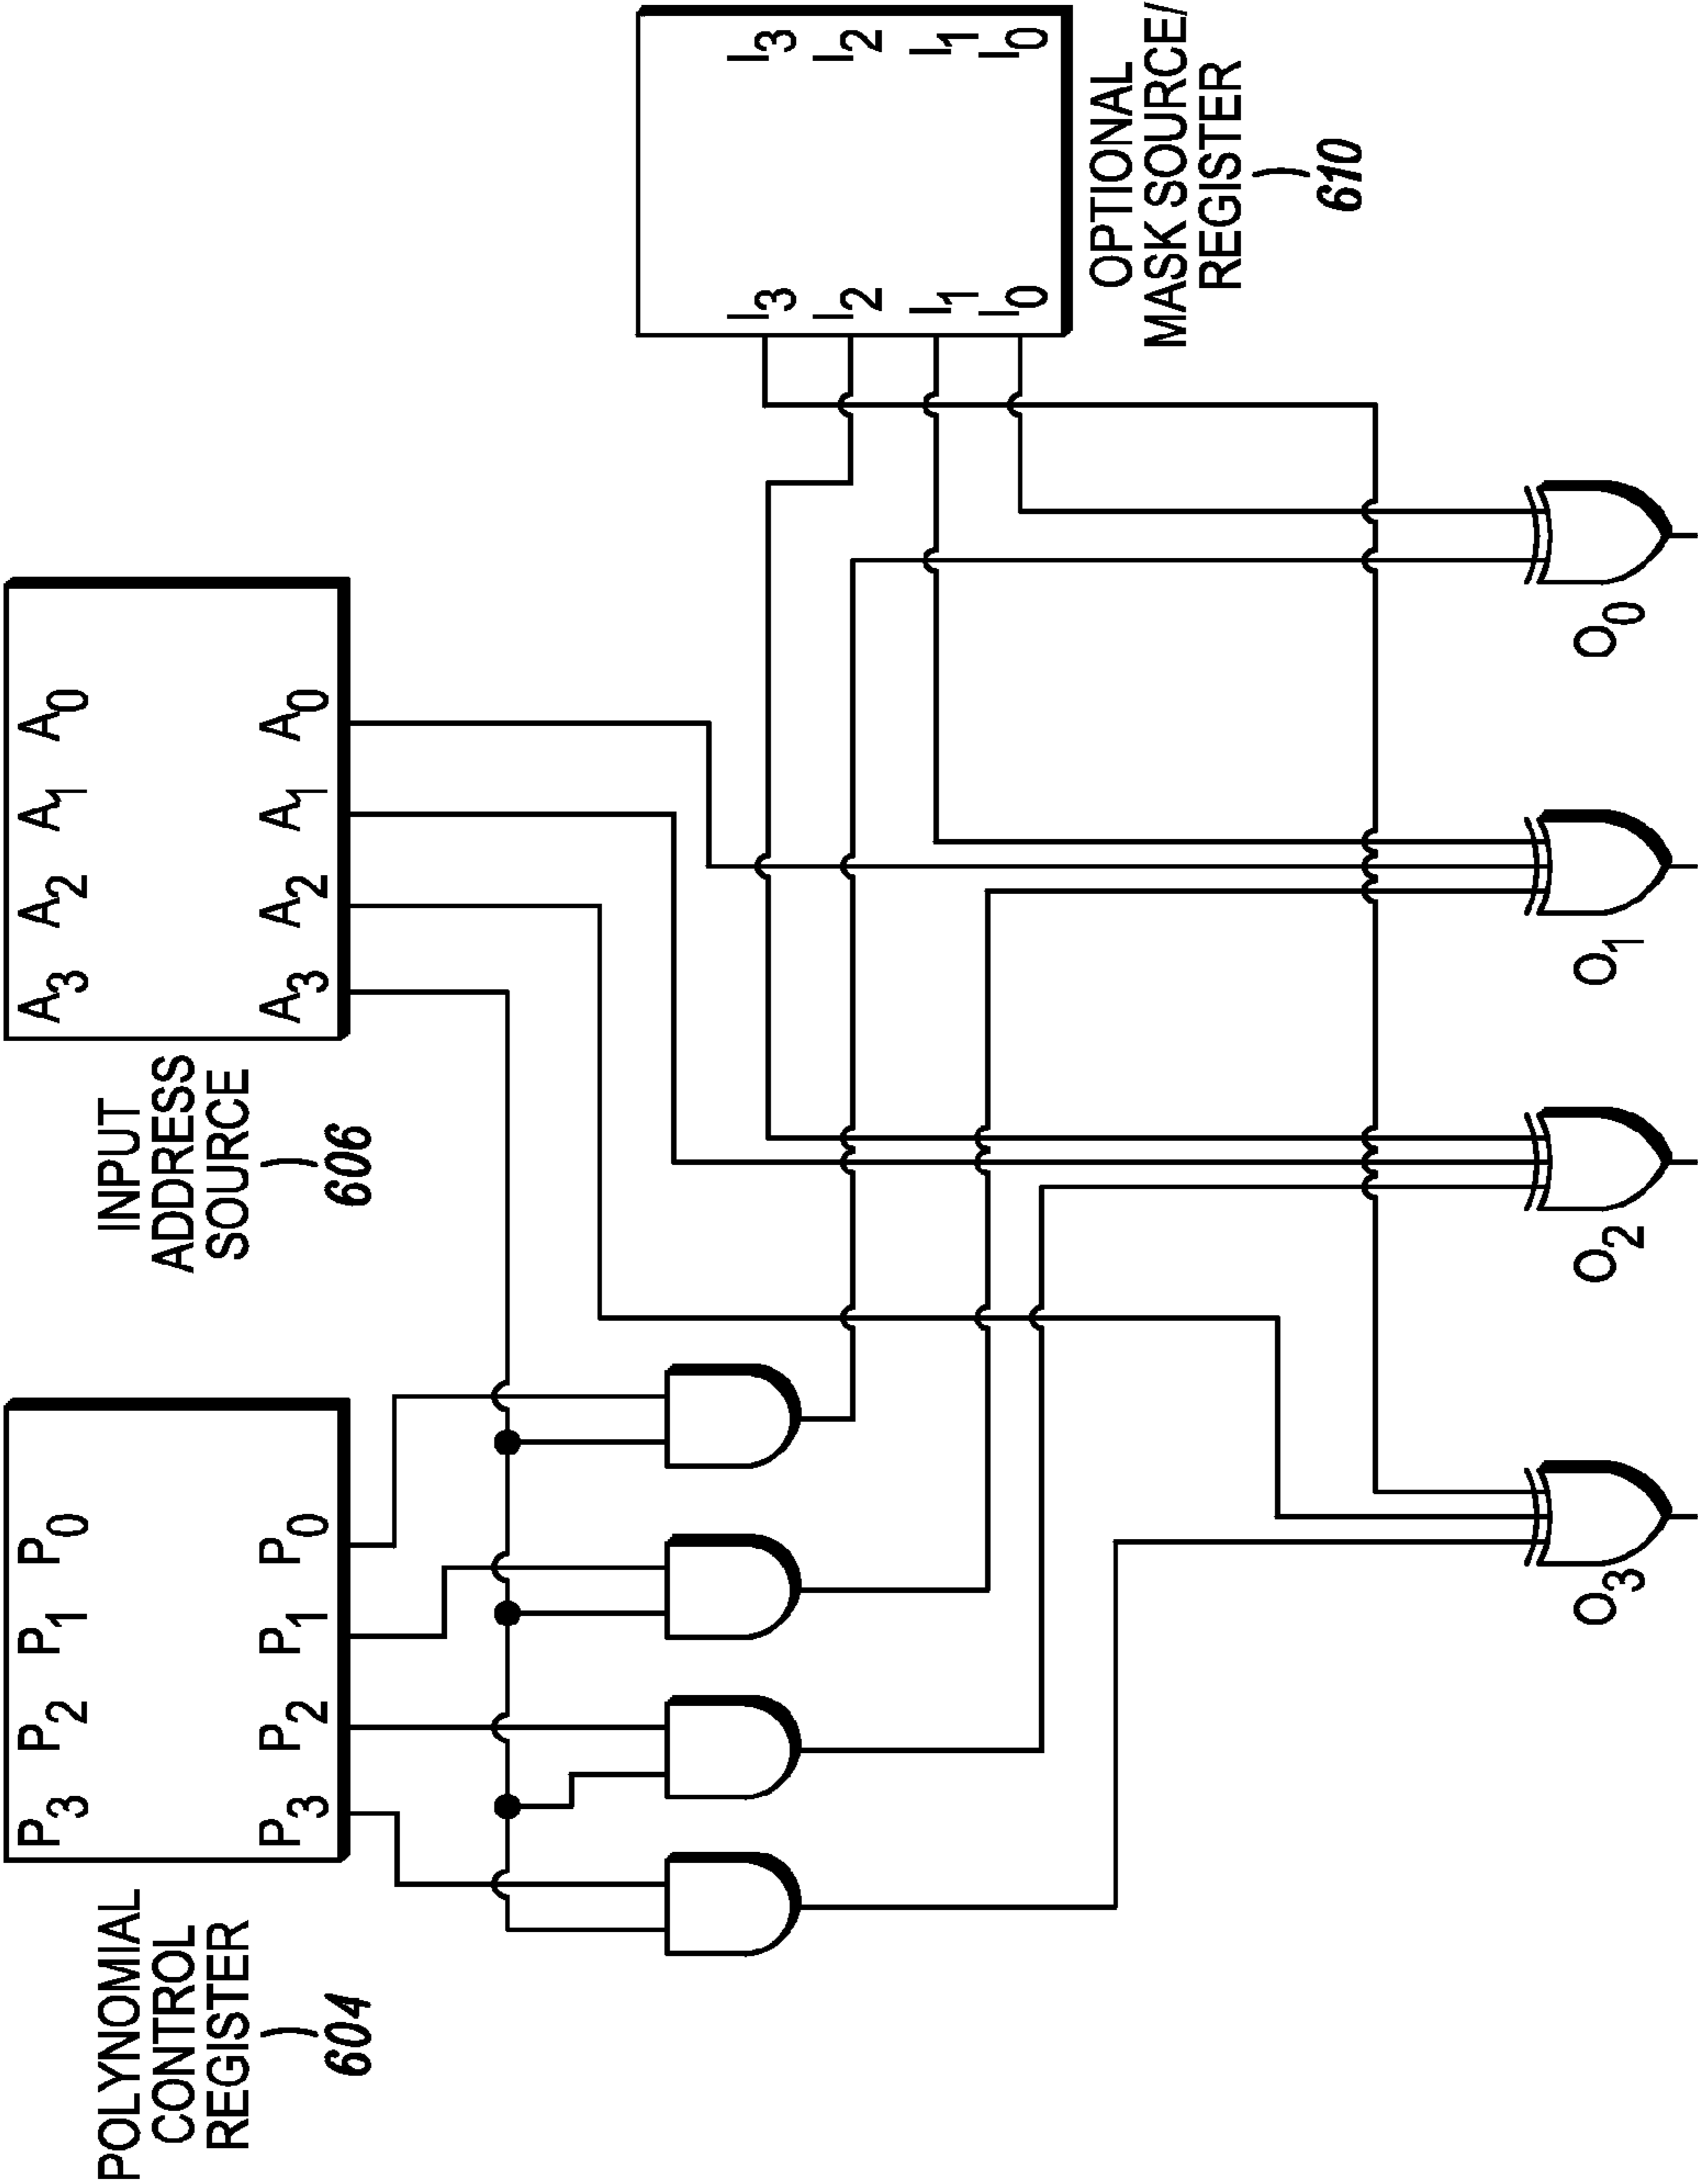 POLYNOMIAL
CONTROL
REGISTER
604
P3 P2 P1 P0
P3 P2 P1 P0
INPUT
ADDRESS
SOURCE
606
A3 A2 A1 A0
A3 A2 A1 A0
I3 I3
I2 I2
I1 I1
I0 I0
OPTIONAL
MASK SOURCE/
REGISTER
610
O3
O2
O1
O0